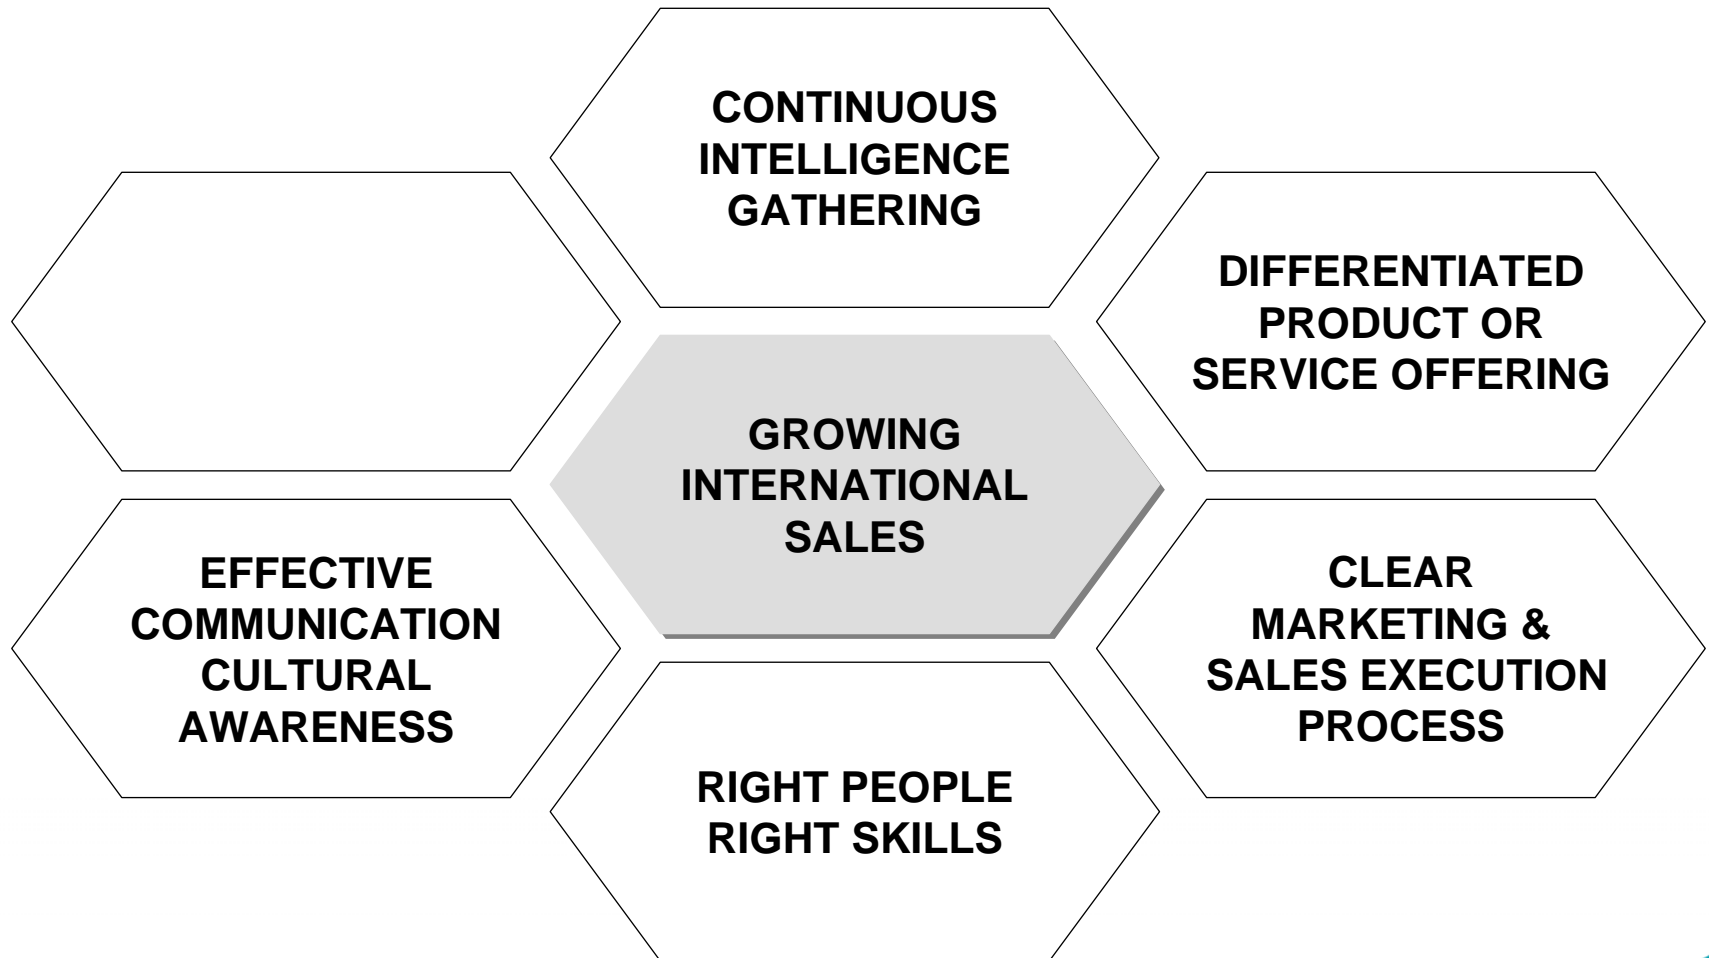 CONTINUOUS
INTELLIGENCE
GATHERING
DIFFERENTIATED
PRODUCT OR
SERVICE OFFERING
GROWING
INTERNATIONAL
SALES
EFFECTIVE
COMMUNICATION
CULTURAL
AWARENESS
CLEAR
MARKETING &
SALES EXECUTION
PROCESS
RIGHT PEOPLE
RIGHT SKILLS